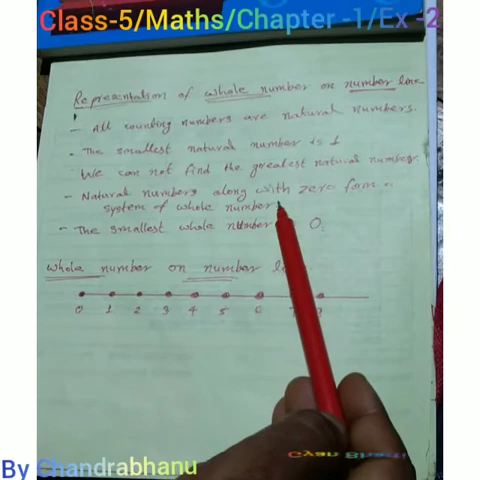 Class-5/Maths/Chapter -1/Ex -2
Representation of whole number on number line
- All counting numbers are natural numbers.
- The smallest natural number is 1
- We can not find the greatest natural number
- Natural numbers along with zero form a
system of whole number
- The smallest whole number 0.
whole number on number
0 1 2 3 4 5 6
Gyan
By Chandrabhanu